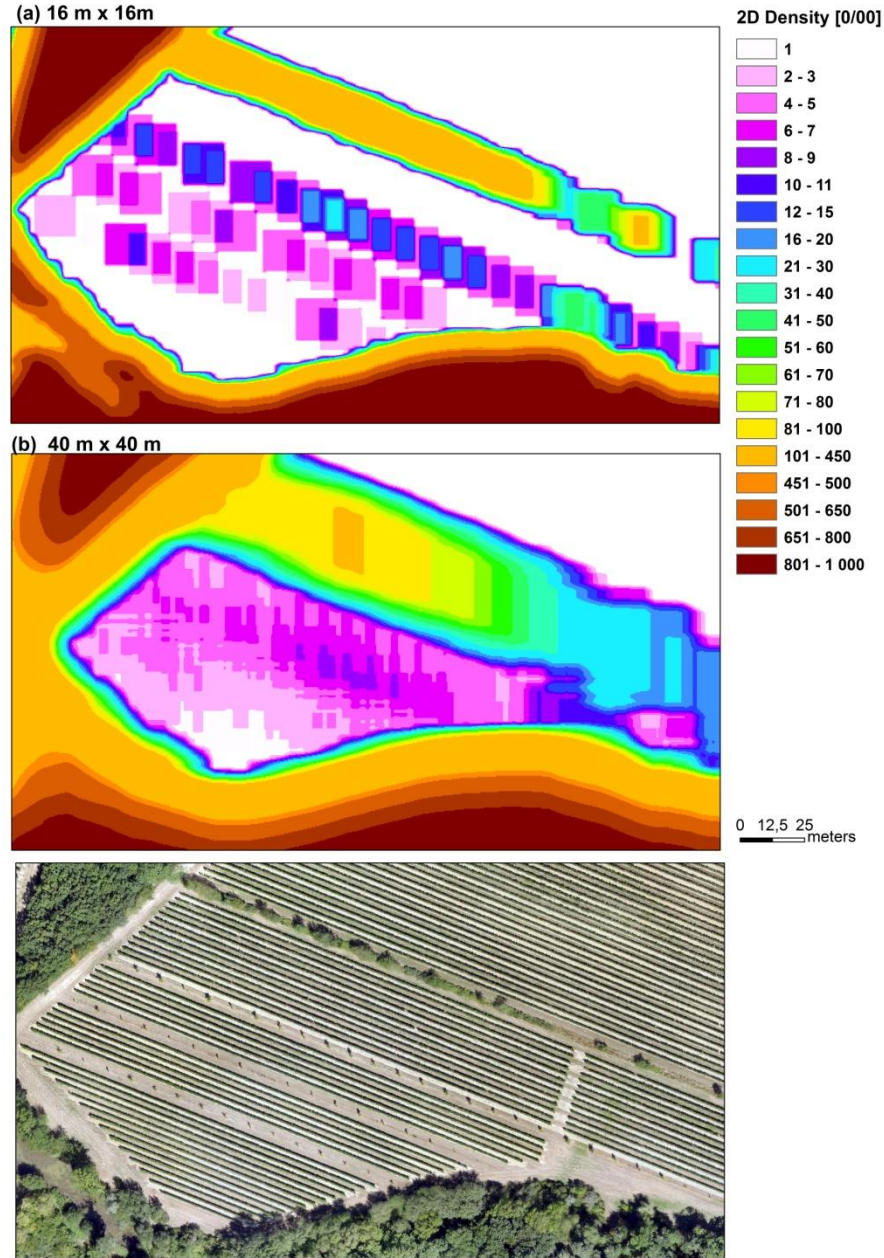 (a) 16 m x 16m
2D Density [0/00]
1
2 - 3
4 - 5
6 - 7
8 - 9
10 - 11
12 - 15
16 - 20
21 - 30
31 - 40
41 - 50
51 - 60
61 - 70
71 - 80
81 - 100
101 - 450
451 - 500
501 - 650
651 - 800
801 - 1 000
(b) 40 m x 40 m
0 12,5 25
meters